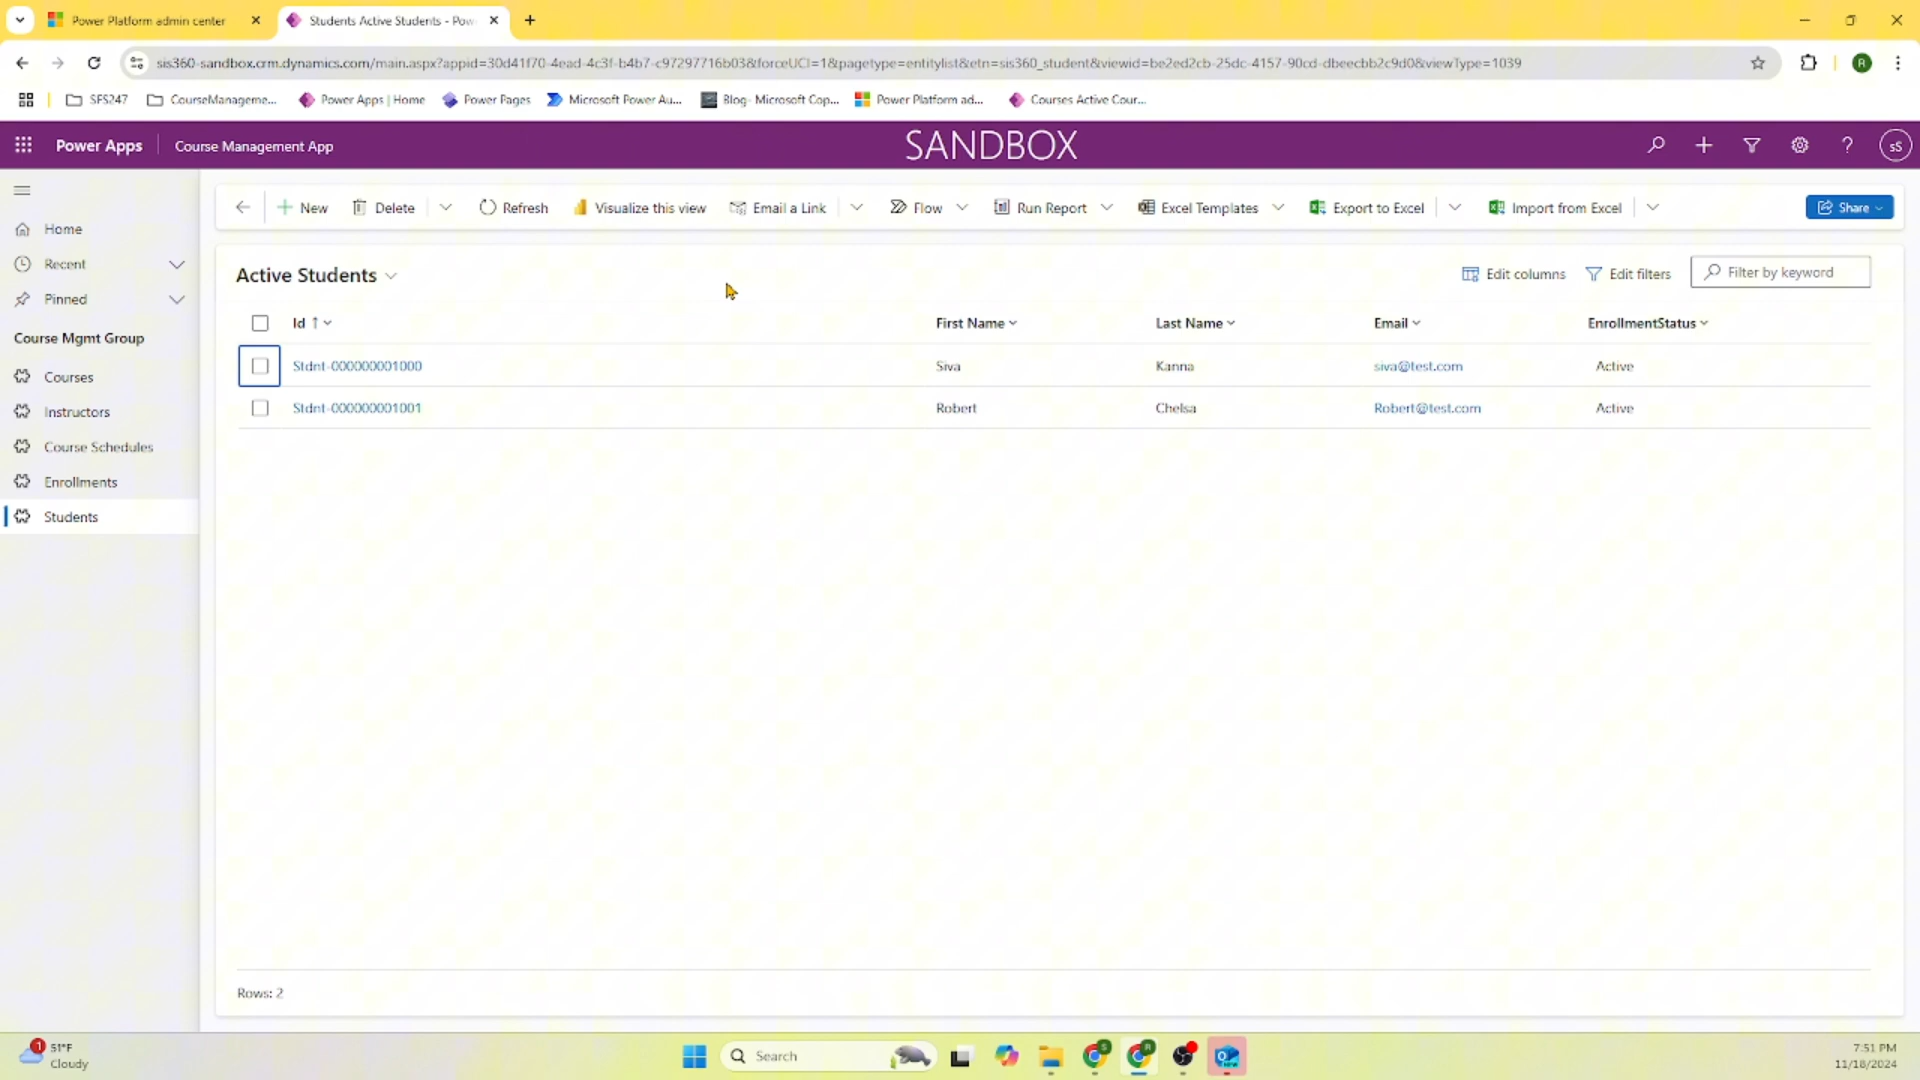 Power Platform admin center
Students Active Students - Pow
sis360-sandbox.crm.dynamics.com/main.aspx?appid=30d41f70-4ead-4c3f-b4b7-c97297716b03&forceUCI=1&pagetype=entitylist&etn=sis360_student&viewid=be2ed2cb-25dc-4157-90cd-dbeecbb2c9d0&viewType=1039
R
SFS247 CourseManageme... Power Apps | Home Power Pages Microsoft Power Au... Blog- Microsoft Cop... Power Platform ad... Courses Active Cour...
Power Apps Course Management App SANDBOX ? sS
New Delete Refresh Visualize this view Email a Link Flow Run Report Excel Templates Export to Excel Import from Excel Share
Home
Recent
Pinned
Course Mgmt Group
Courses
Instructors
Course Schedules
Enrollments
Students
Active Students Edit columns Edit filters Filter by keyword
Id ↑ First Name Last Name Email EnrollmentStatus
Stdnt-000000001000 Siva Kanna siva@test.com Active
Stdnt-000000001001 Robert Chelsa Robert@test.com Active
Rows: 2
1
51°F
Cloudy
Search
S
R
7:51 PM
11/18/2024